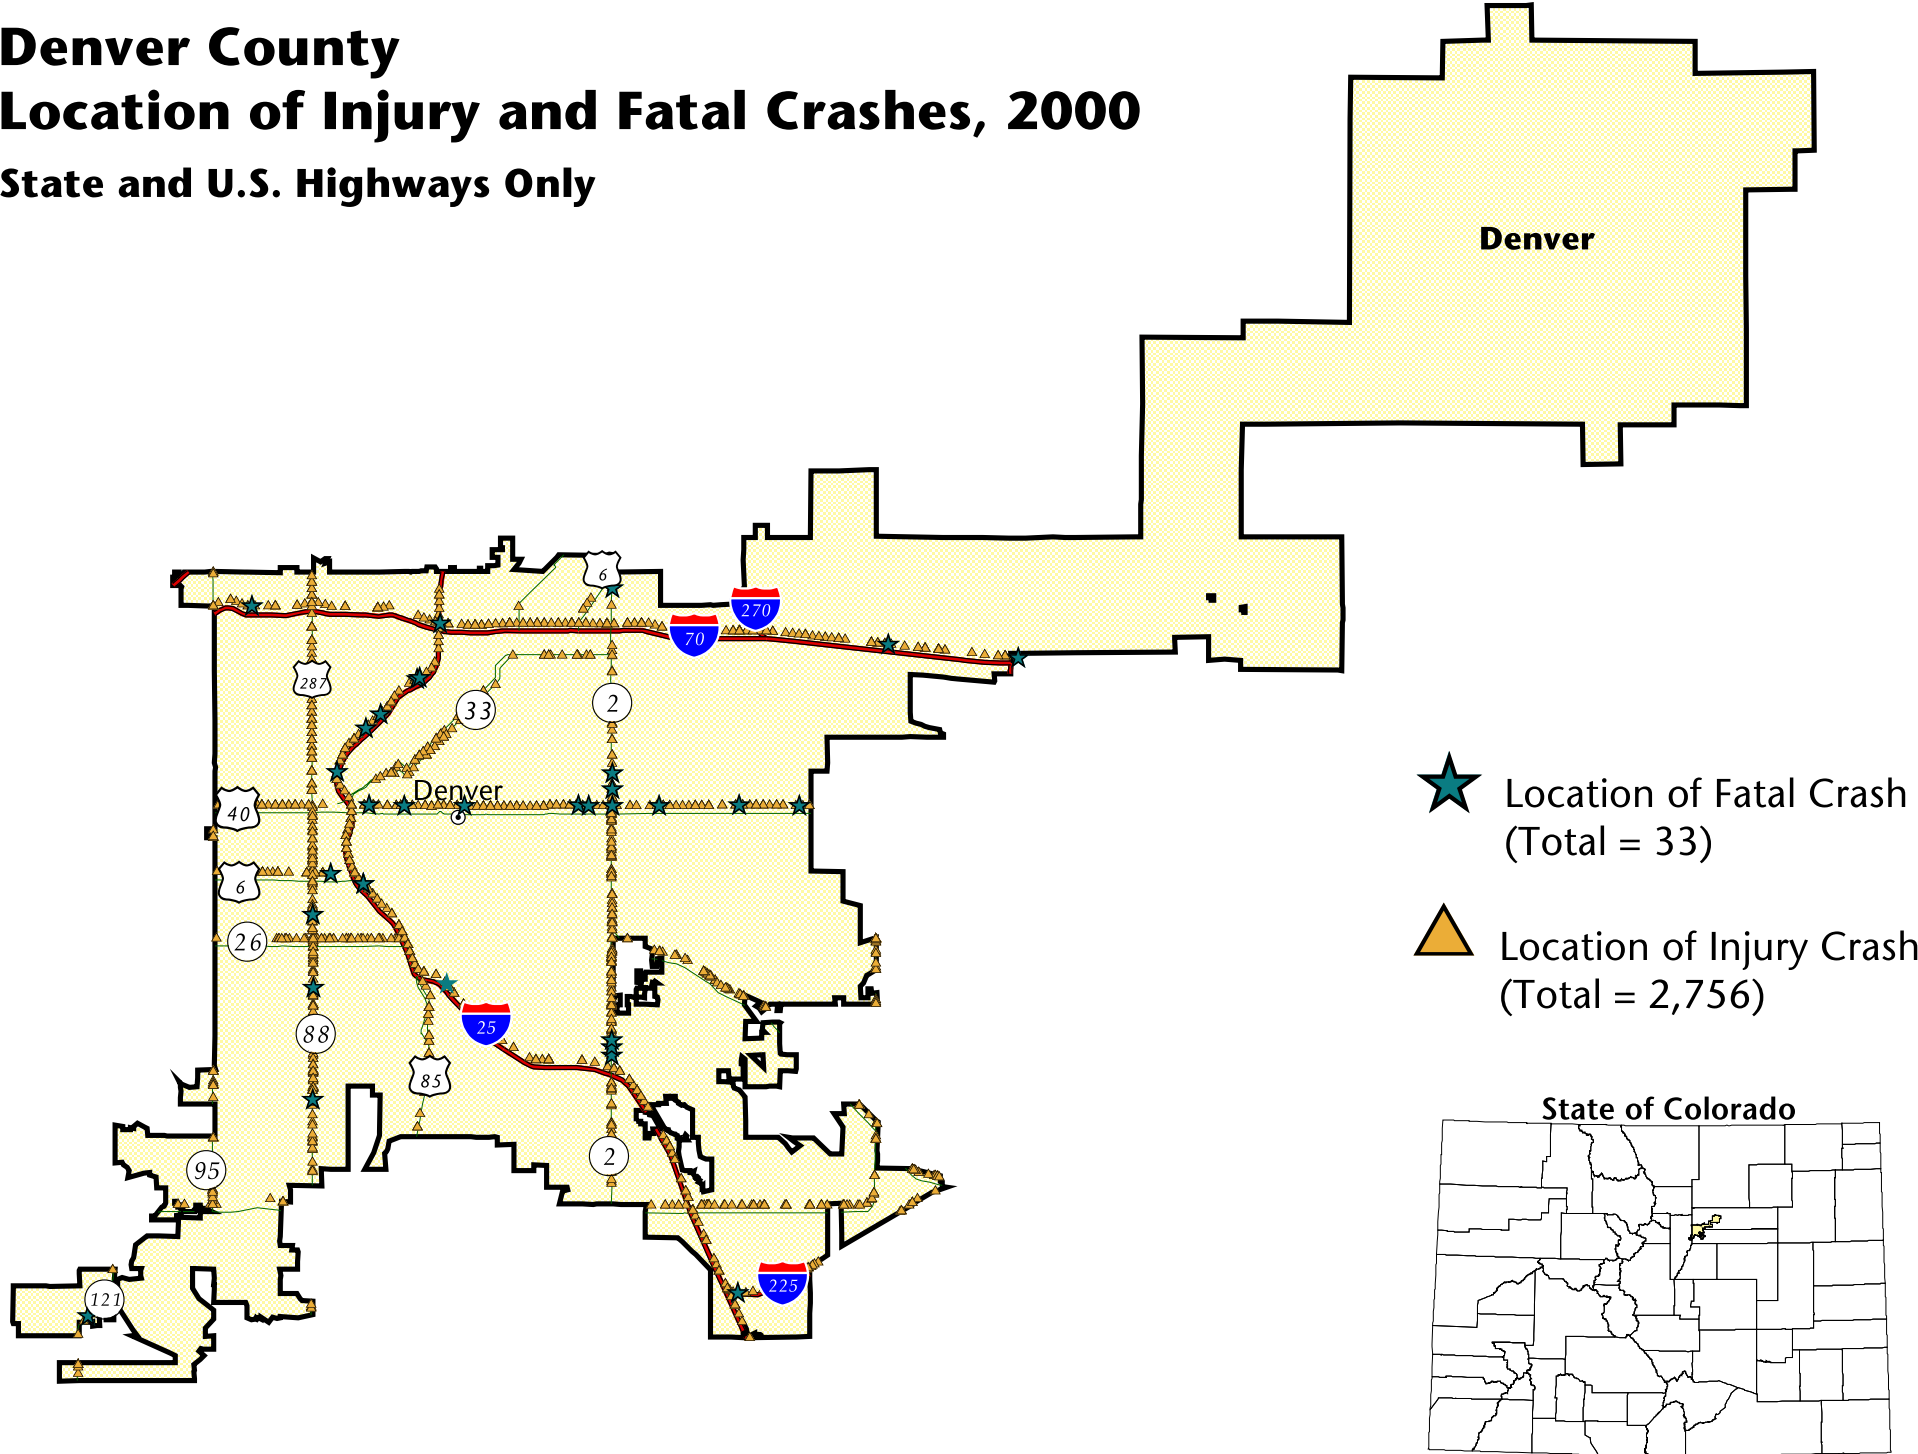 Denver County
Location of Injury and Fatal Crashes, 2000
State and U.S. Highways Only
Denver
6
270
70
287
33
2
Denver
40
6
26
25
88
85
2
95
225
121
Location of Fatal Crash
(Total = 33)
Location of Injury Crash
(Total = 2,756)
State of Colorado